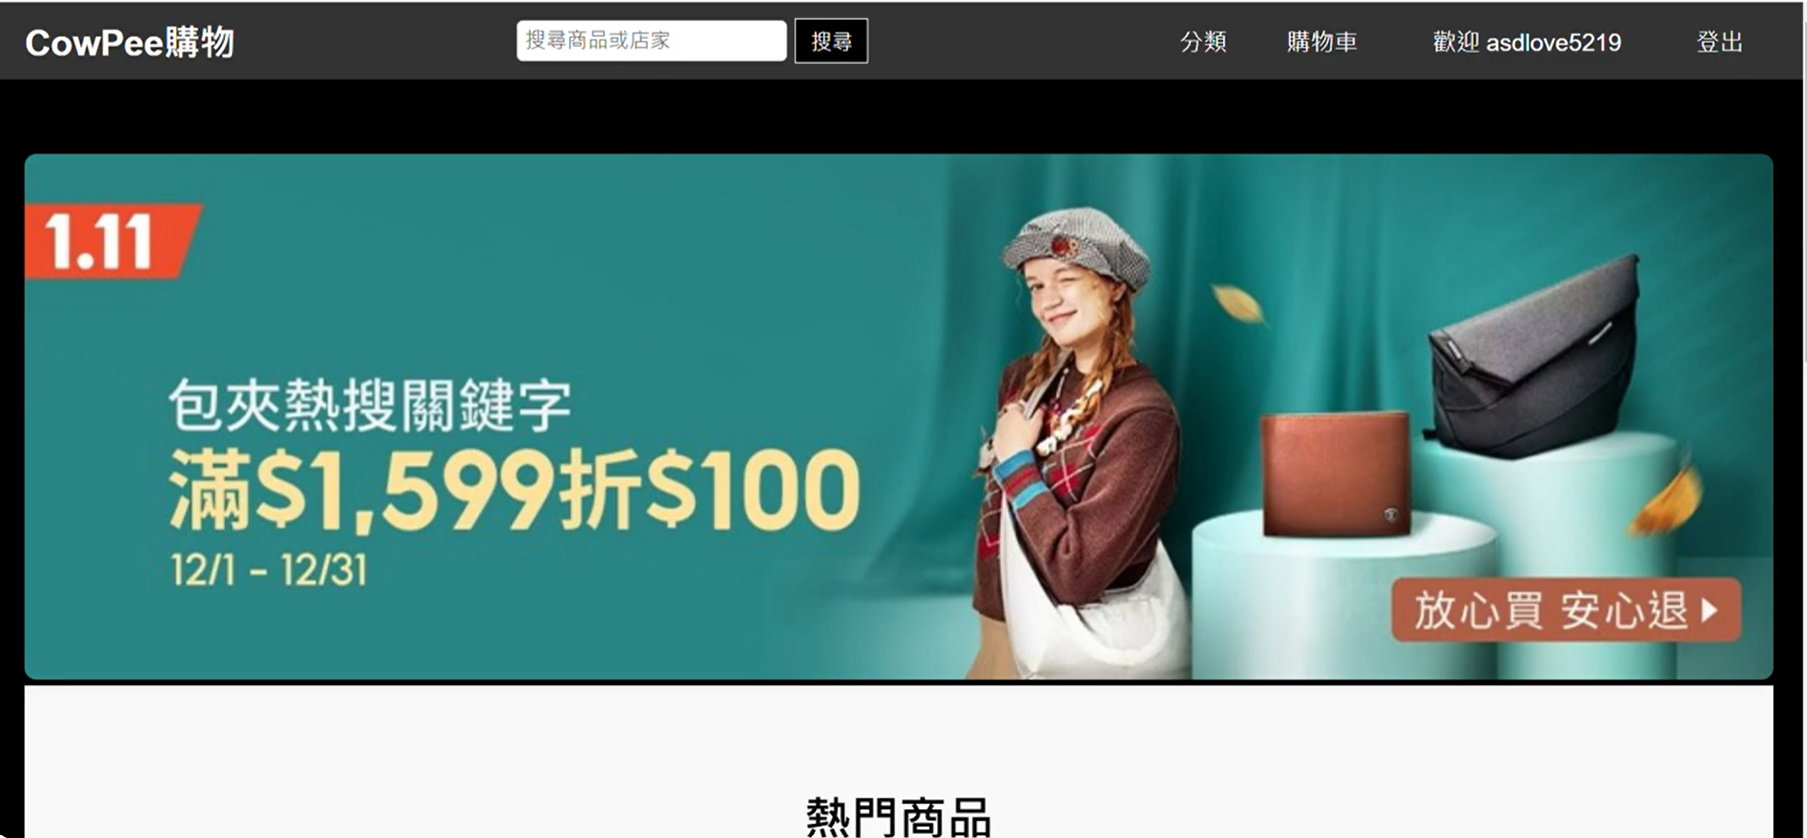 CowPee購物
搜尋商品或店家
搜尋
分類
購物車
歡迎 asdlove5219
登出
1.11
包夾熱搜關鍵字
滿$1,599折$100
12/1 - 12/31
放心買 安心退
熱門商品